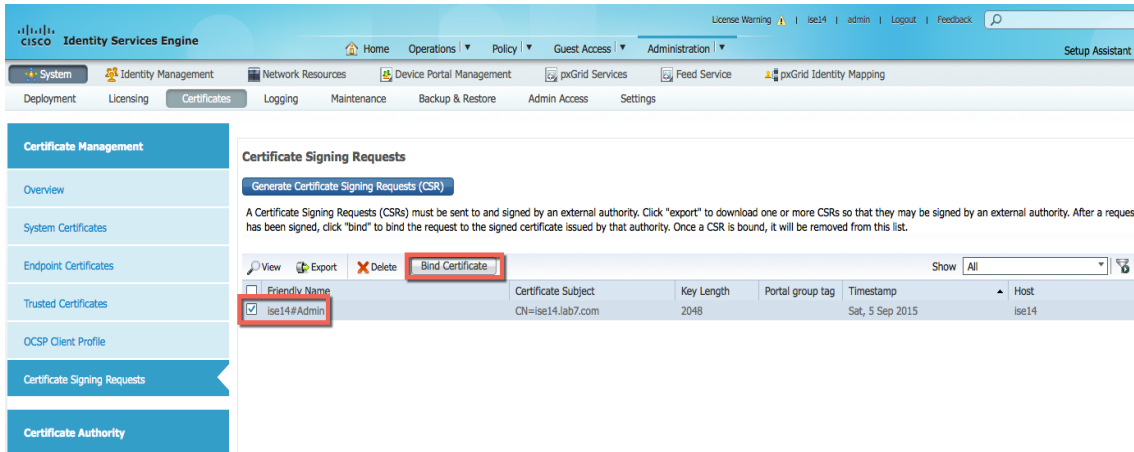 License Warning | ise14 | admin | Logout | Feedback
CISCO Identity Services Engine
Home Operations Policy Guest Access Administration Setup Assistant
System Identity Management Network Resources Device Portal Management pxGrid Services Feed Service pxGrid Identity Mapping
Deployment Licensing Certificates Logging Maintenance Backup & Restore Admin Access Settings
Certificate Management
Overview
System Certificates
Endpoint Certificates
Trusted Certificates
OCSP Client Profile
Certificate Signing Requests
Certificate Authority
Certificate Signing Requests
Generate Certificate Signing Requests (CSR)
A Certificate Signing Requests (CSRs) must be sent to and signed by an external authority. Click "export" to download one or more CSRs so that they may be signed by an external authority. After a reques
has been signed, click "bind" to bind the request to the signed certificate issued by that authority. Once a CSR is bound, it will be removed from this list.
View Export Delete Bind Certificate Show All
Friendly Name Certificate Subject Key Length Portal group tag Timestamp Host
ise14#Admin CN=ise14.lab7.com 2048 Sat, 5 Sep 2015 ise14